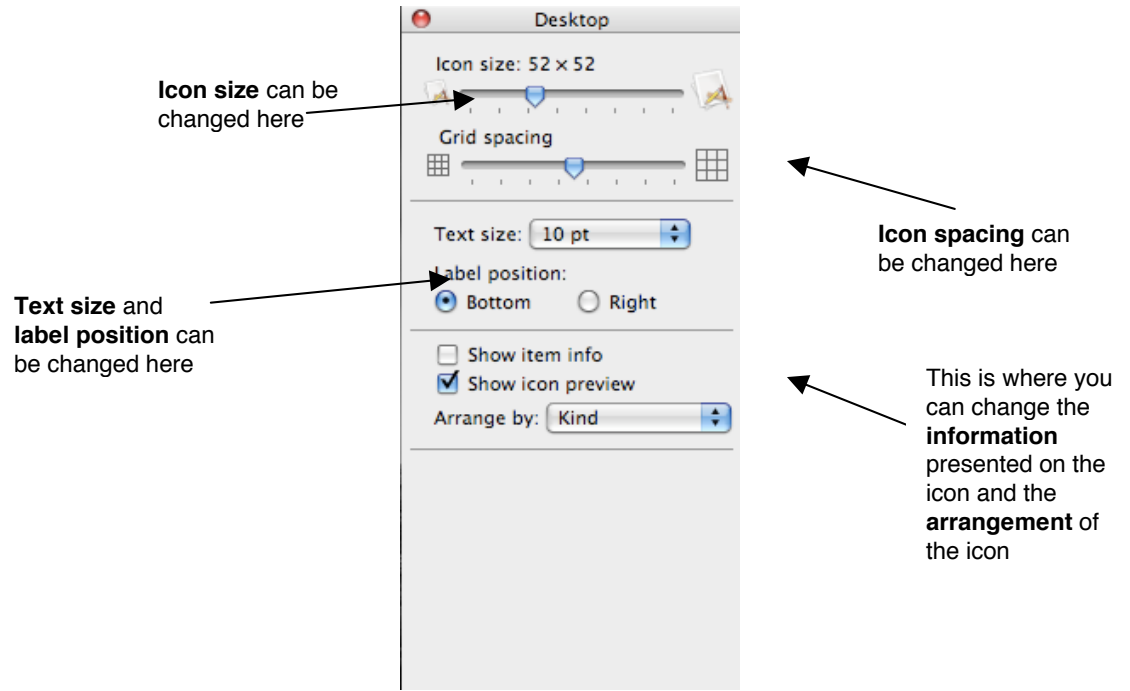 Desktop
Icon size: 52 × 52
Icon size can be
changed here
Grid spacing
Icon spacing can
be changed here
Text size: 10 pt
Label position:
Bottom Right
Text size and
label position can
be changed here
Show item info
Show icon preview
Arrange by: Kind
This is where you
can change the
information
presented on the
icon and the
arrangement of
the icon